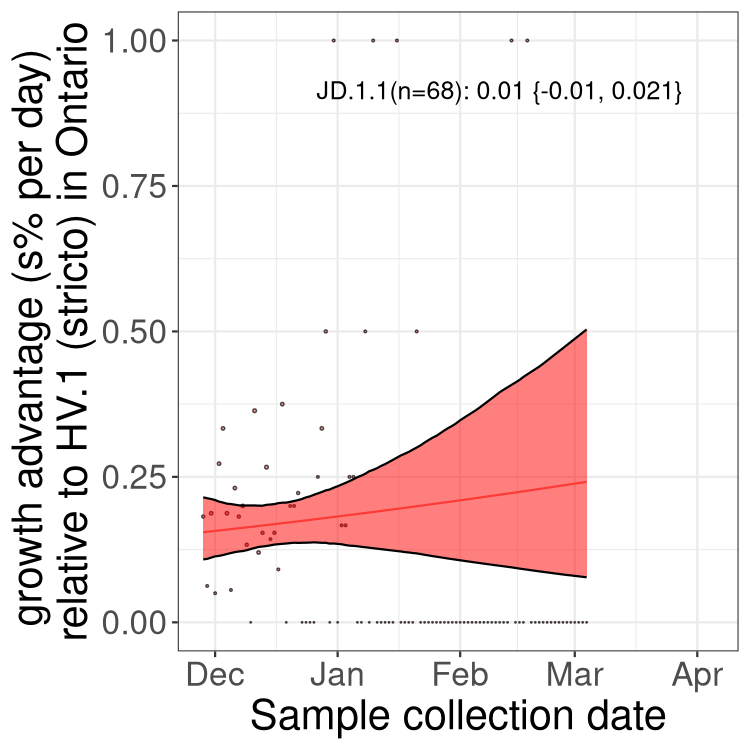 growth advantage (s% per day)
relative to HV.1 (stricto) in Ontario
1.00
JD.1.1(n=68): 0.01 {-0.01, 0.021}
0.75
0.50
0.25
0.00
Dec Jan Feb Mar Apr
Sample collection date